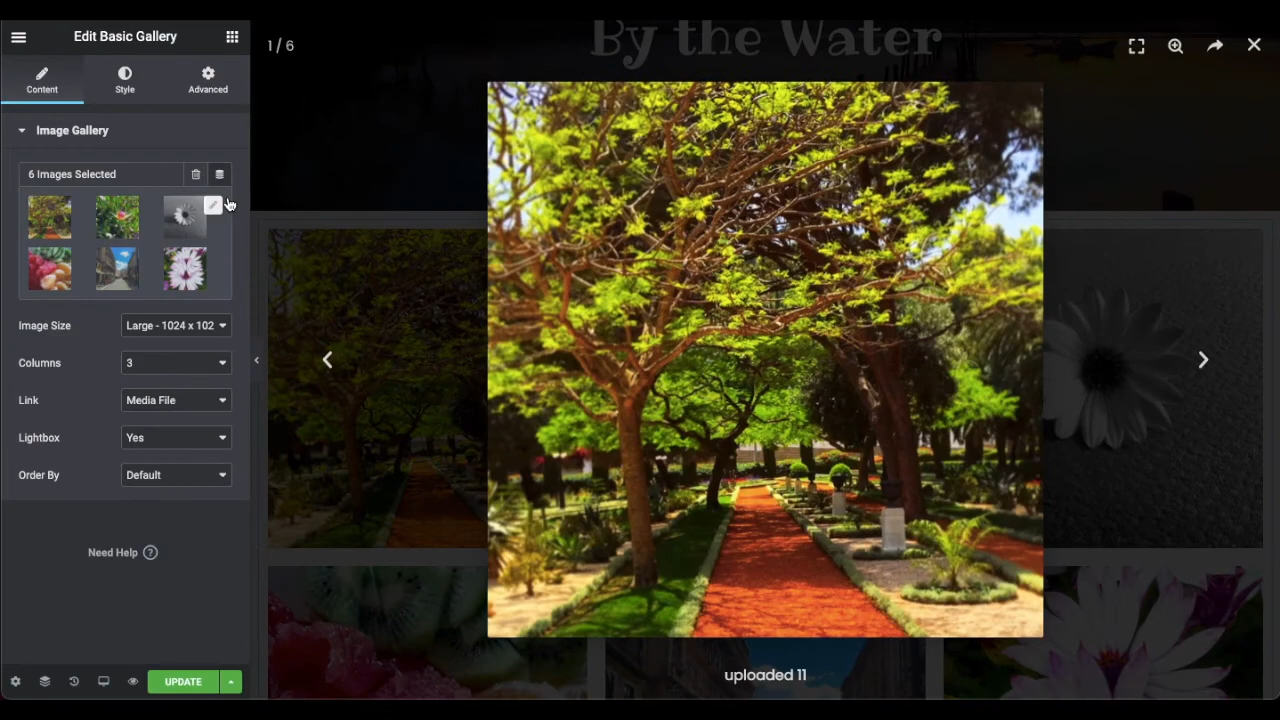 Edit Basic Gallery
Content
Style
Advanced
Image Gallery
6 Images Selected
Image Size
Large - 1024 x 102
Columns
3
Link
Media File
Lightbox
Yes
Order By
Default
Need Help ?
UPDATE
1 / 6
By the Water
uploaded 11